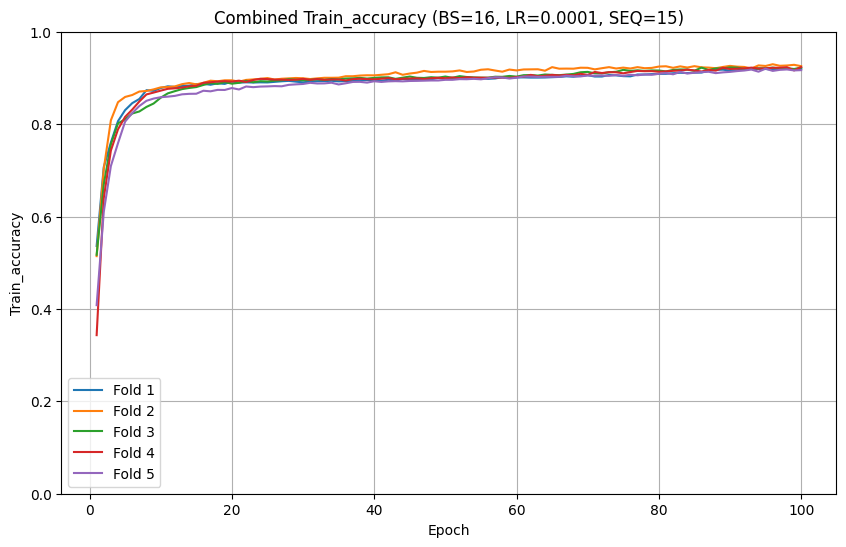 Combined Train_accuracy (BS=16, LR=0.0001, SEQ=15)
1.0
0.8
0.6
0.4
0.2
0.0
Train_accuracy
Fold 1
Fold 2
Fold 3
Fold 4
Fold 5
0 20 40 60 80 100
Epoch